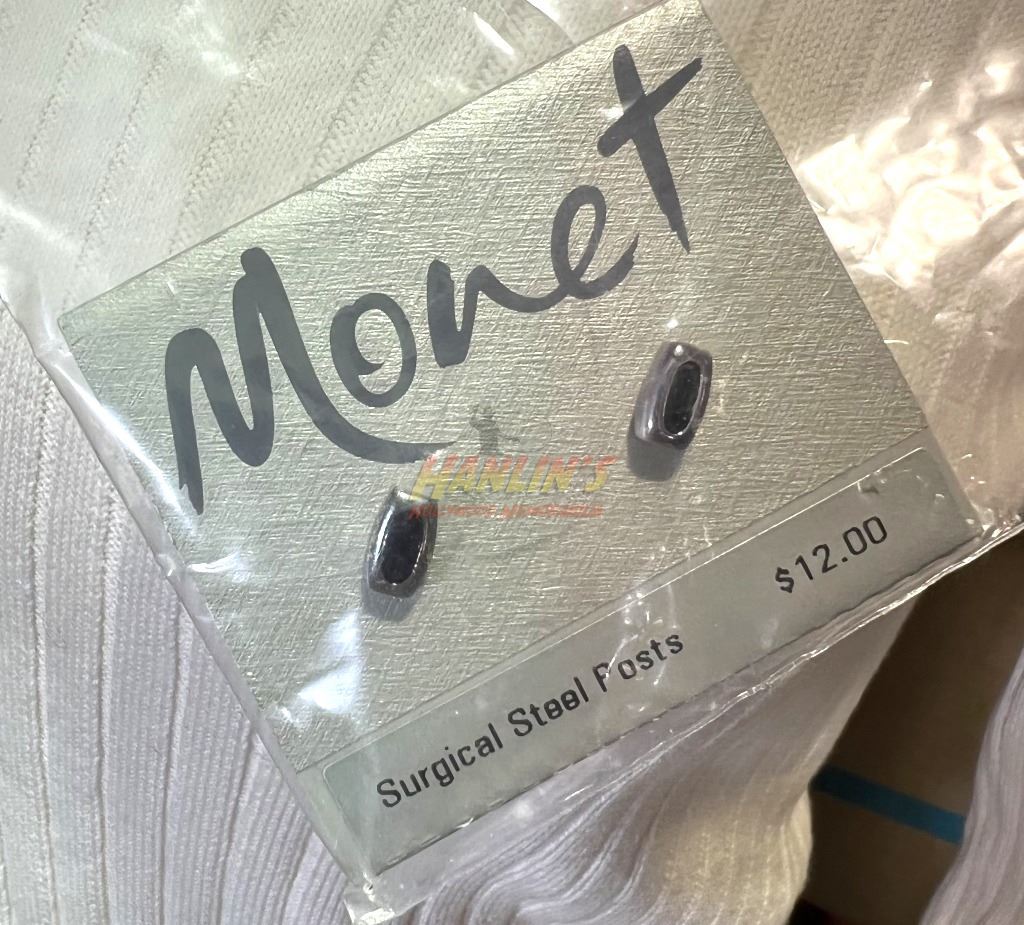 Monet
HANLIN'S
Surgical Steel Posts
$12.00